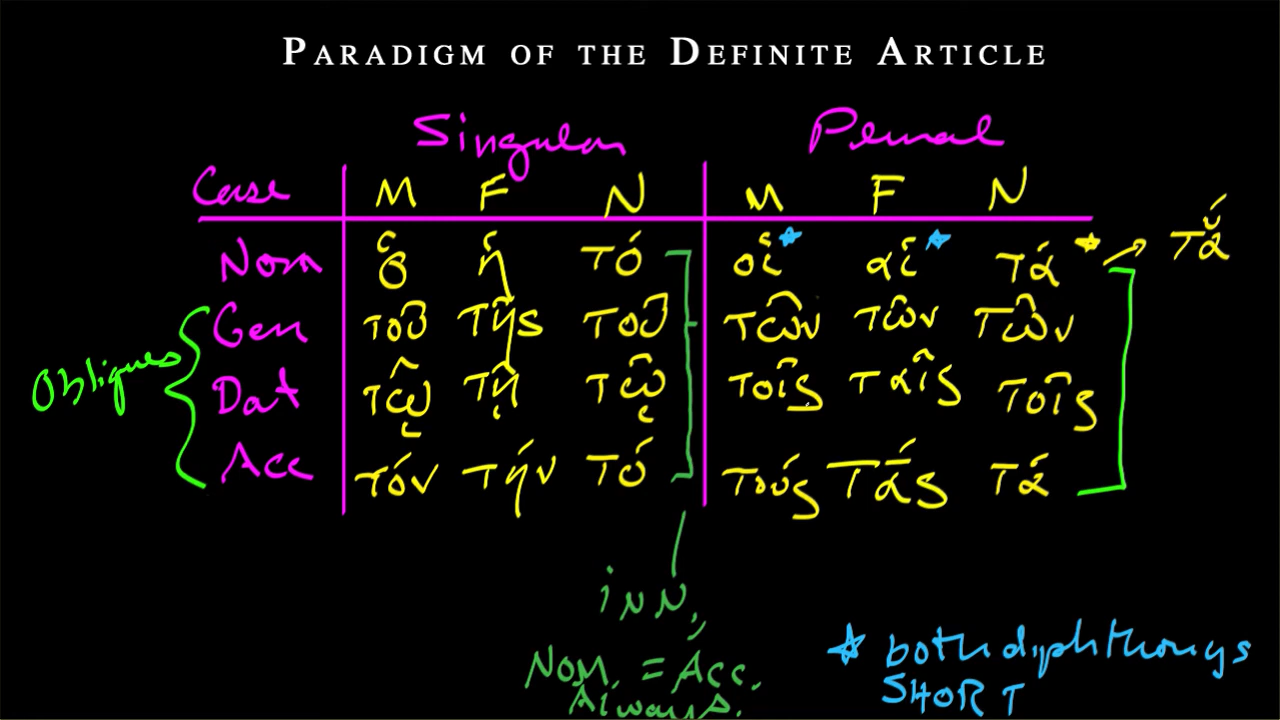 PARADIGM OF THE DEFINITE ARTICLE
Singular Plural
Case M F N M F N
Nom ὁ ἡ τό οἱ* αἱ* τά* → τᾰ́
Gen τοῦ τῆς τοῦ τῶν τῶν τῶν
Obliques
Dat τῷ τῇ τῷ τοῖς ταῖς τοῖς
Acc τόν τήν τό τούς τά̄ς τά
in N,
Nom. = Acc.
Always.
* both diphthongs
SHORT